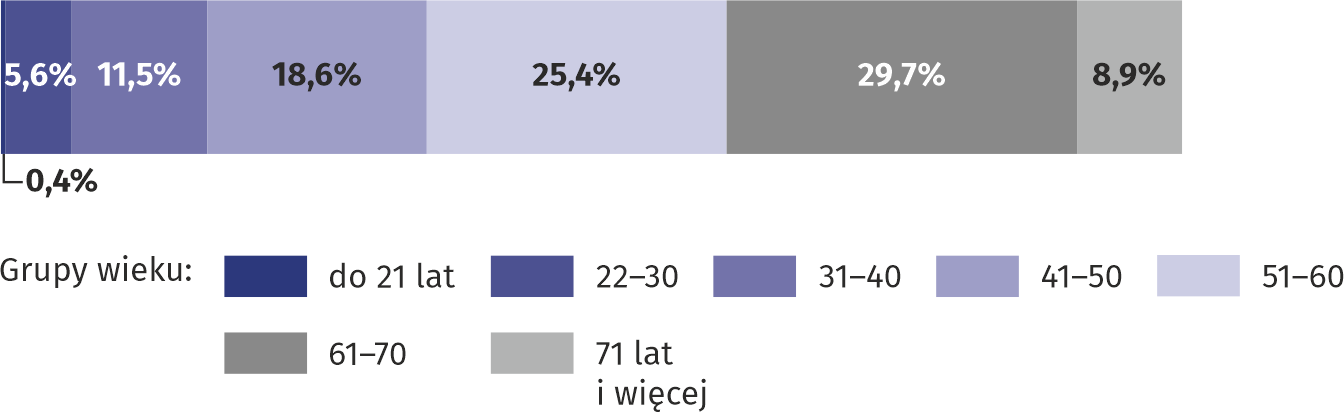 5,6% 11,5% 18,6% 25,4% 29,7% 8,9%
0,4%
Grupy wieku: do 21 lat 22–30 31–40 41–50 51–60
61–70 71 lat
i więcej